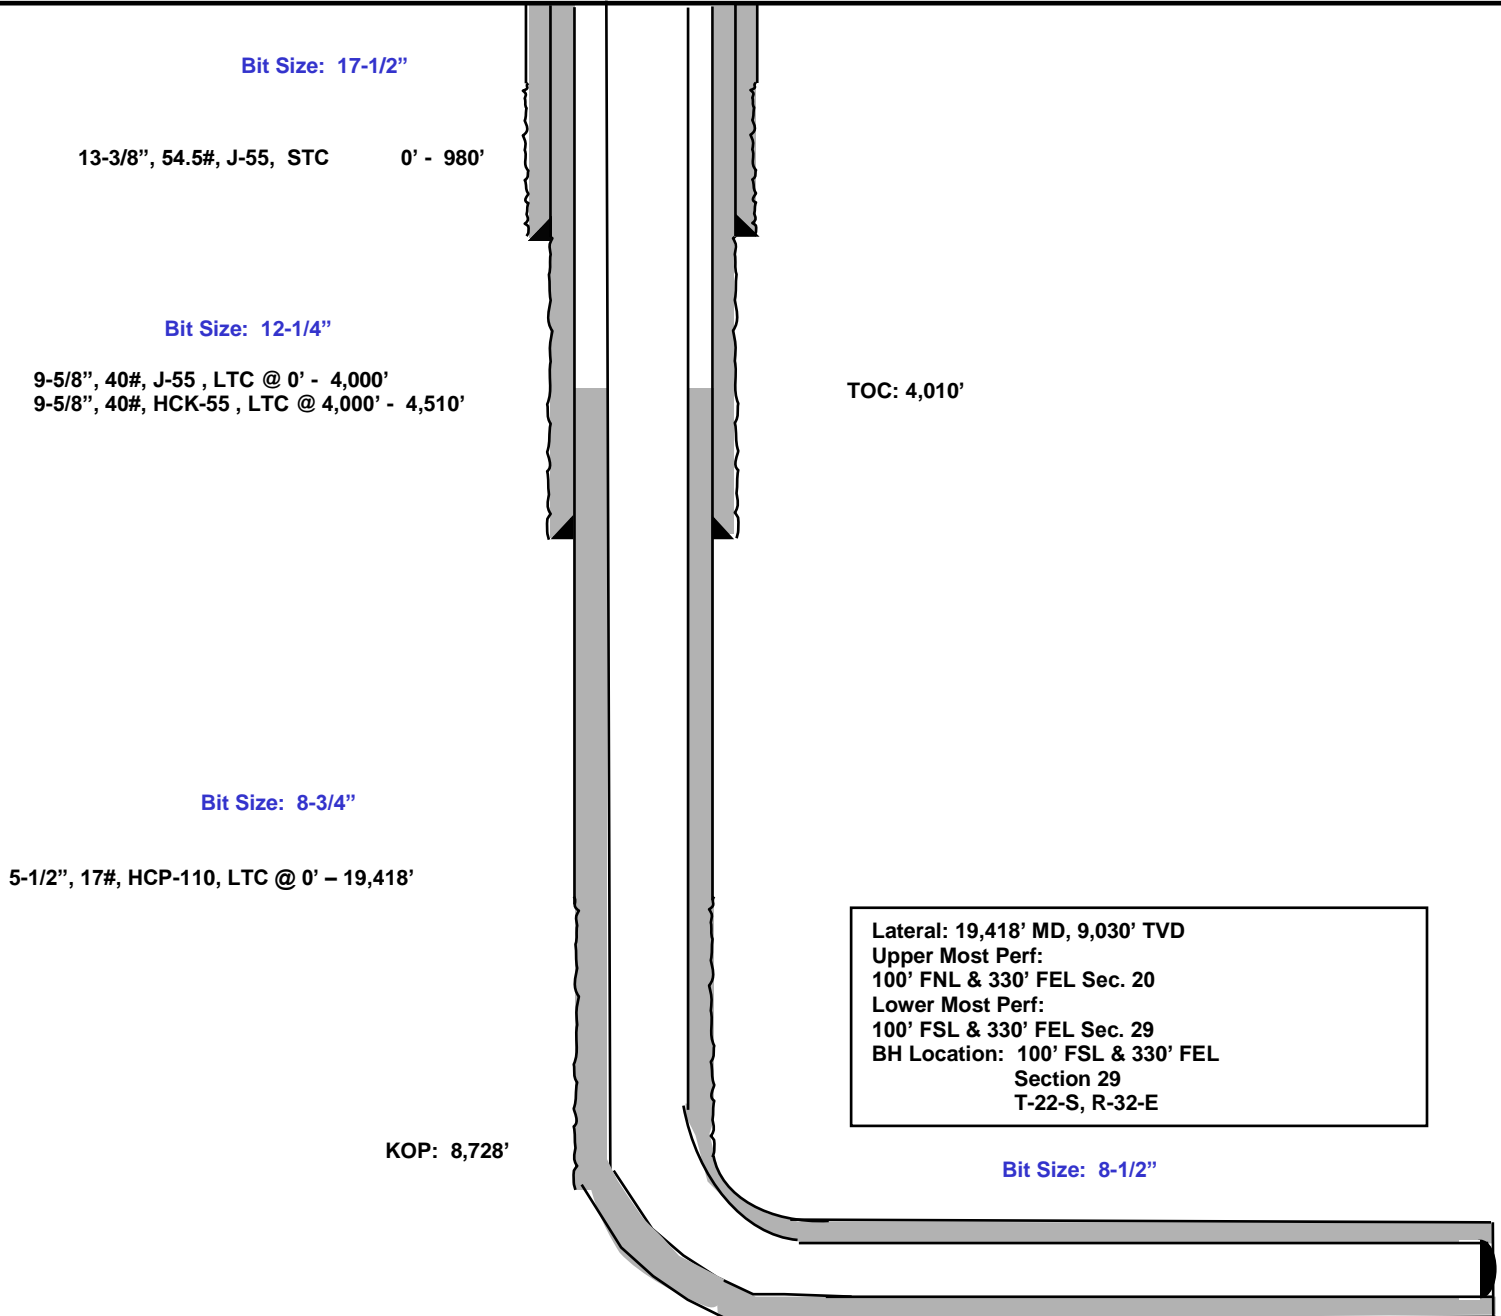 Bit Size: 17-1/2”
13-3/8”, 54.5#, J-55, STC 0’ - 980’
Bit Size: 12-1/4”
9-5/8”, 40#, J-55 , LTC @ 0’ - 4,000’
9-5/8”, 40#, HCK-55 , LTC @ 4,000’ - 4,510’
TOC: 4,010’
Bit Size: 8-3/4”
5-1/2”, 17#, HCP-110, LTC @ 0’ – 19,418’
Lateral: 19,418’ MD, 9,030’ TVD
Upper Most Perf:
100’ FNL & 330’ FEL Sec. 20
Lower Most Perf:
100’ FSL & 330’ FEL Sec. 29
BH Location: 100’ FSL & 330’ FEL
Section 29
T-22-S, R-32-E
KOP: 8,728’
Bit Size: 8-1/2”